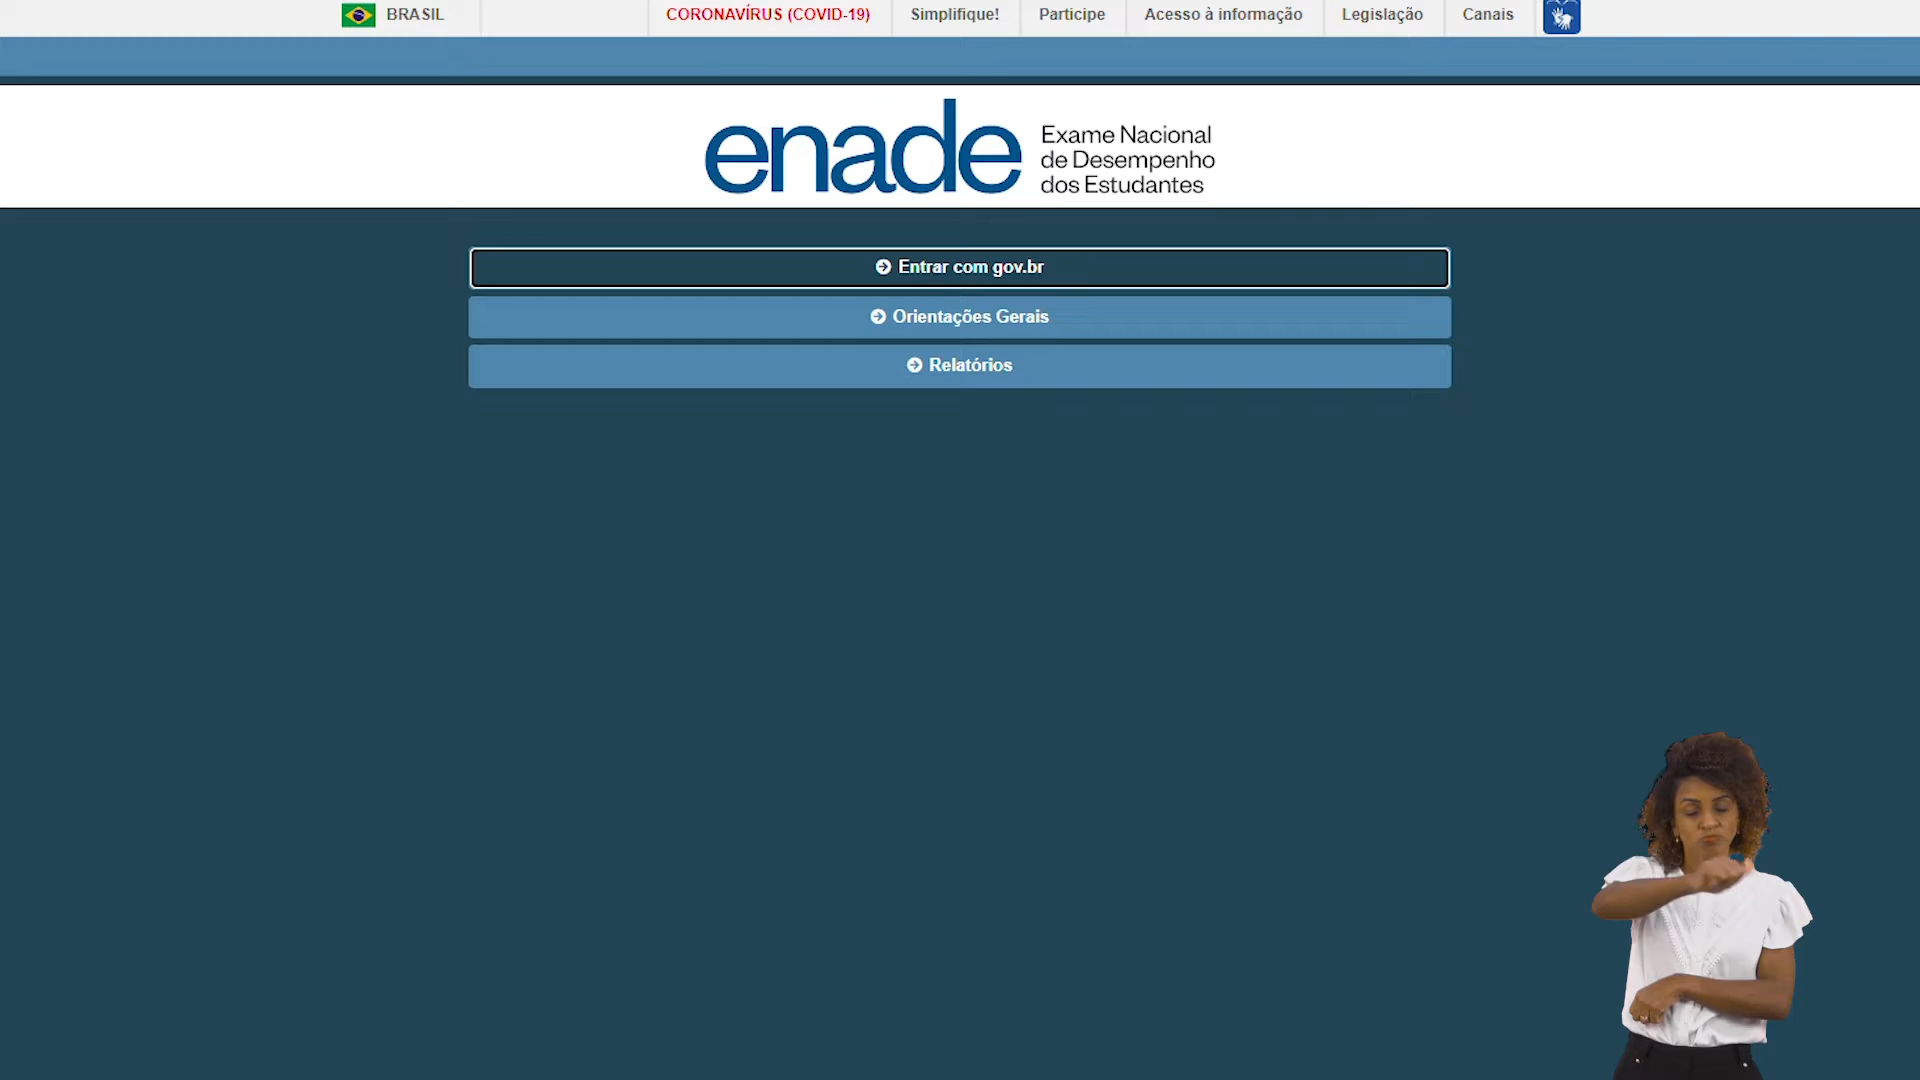 BRASIL
CORONAVÍRUS (COVID-19)
Simplifique!
Participe
Acesso à informação
Legislação
Canais
enade
Exame Nacional
de Desempenho
dos Estudantes
Entrar com gov.br
Orientações Gerais
Relatórios